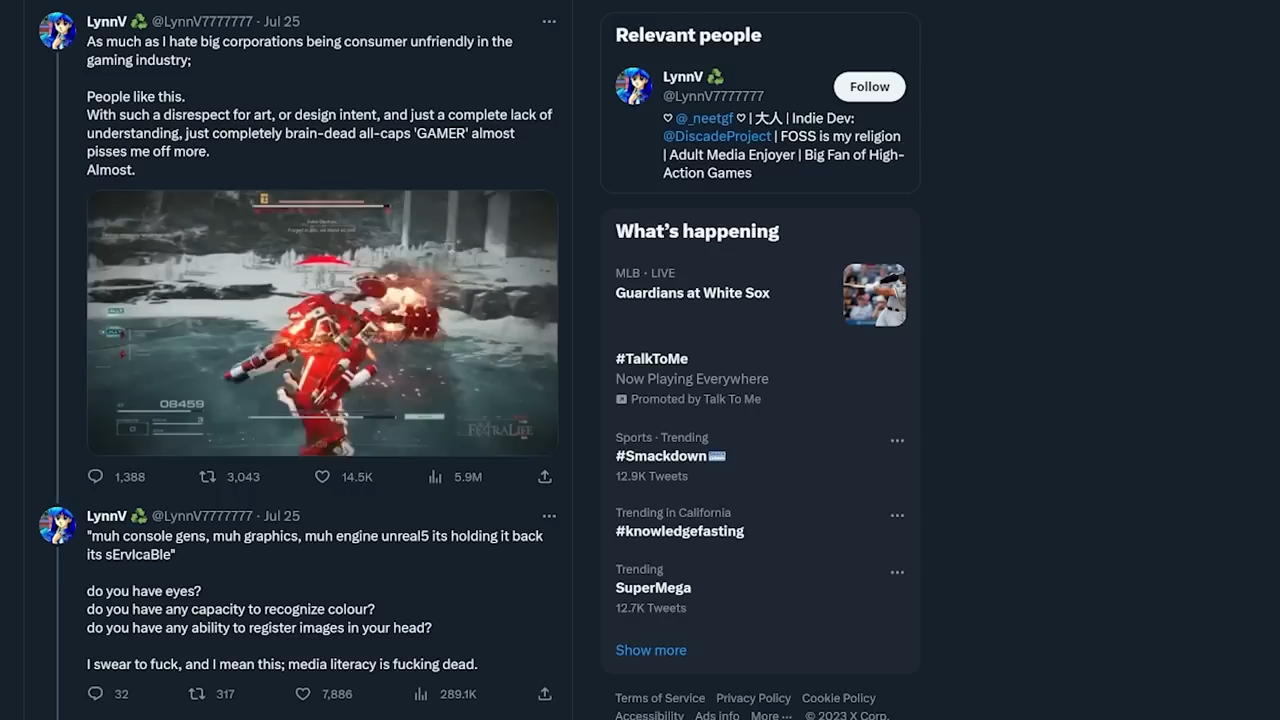 LynnV ♻️ @LynnV7777777 · Jul 25
As much as I hate big corporations being consumer unfriendly in the
gaming industry;
People like this.
With such a disrespect for art, or design intent, and just a complete lack of
understanding, just completely brain-dead all-caps 'GAMER' almost
pisses me off more.
Almost.
08459
FEXTRALIFE
1,388 3,043 14.5K 5.9M
LynnV ♻️ @LynnV7777777 · Jul 25
"muh console gens, muh graphics, muh engine unreal5 its holding it back
its sErvIcaBle"
do you have eyes?
do you have any capacity to recognize colour?
do you have any ability to register images in your head?
I swear to fuck, and I mean this; media literacy is fucking dead.
32 317 7,886 289.1K
Relevant people
LynnV ♻️
@LynnV7777777
Follow
♡ @_neetgf ♡ | 大人 | Indie Dev:
@DiscadeProject | FOSS is my religion
| Adult Media Enjoyer | Big Fan of High-
Action Games
What's happening
MLB · LIVE
Guardians at White Sox
#TalkToMe
Now Playing Everywhere
Promoted by Talk To Me
Sports · Trending
#Smackdown
12.9K Tweets
Trending in California
#knowledgefasting
Trending
SuperMega
12.7K Tweets
Show more
Terms of Service Privacy Policy Cookie Policy
Accessibility Ads info More ··· © 2023 X Corp.